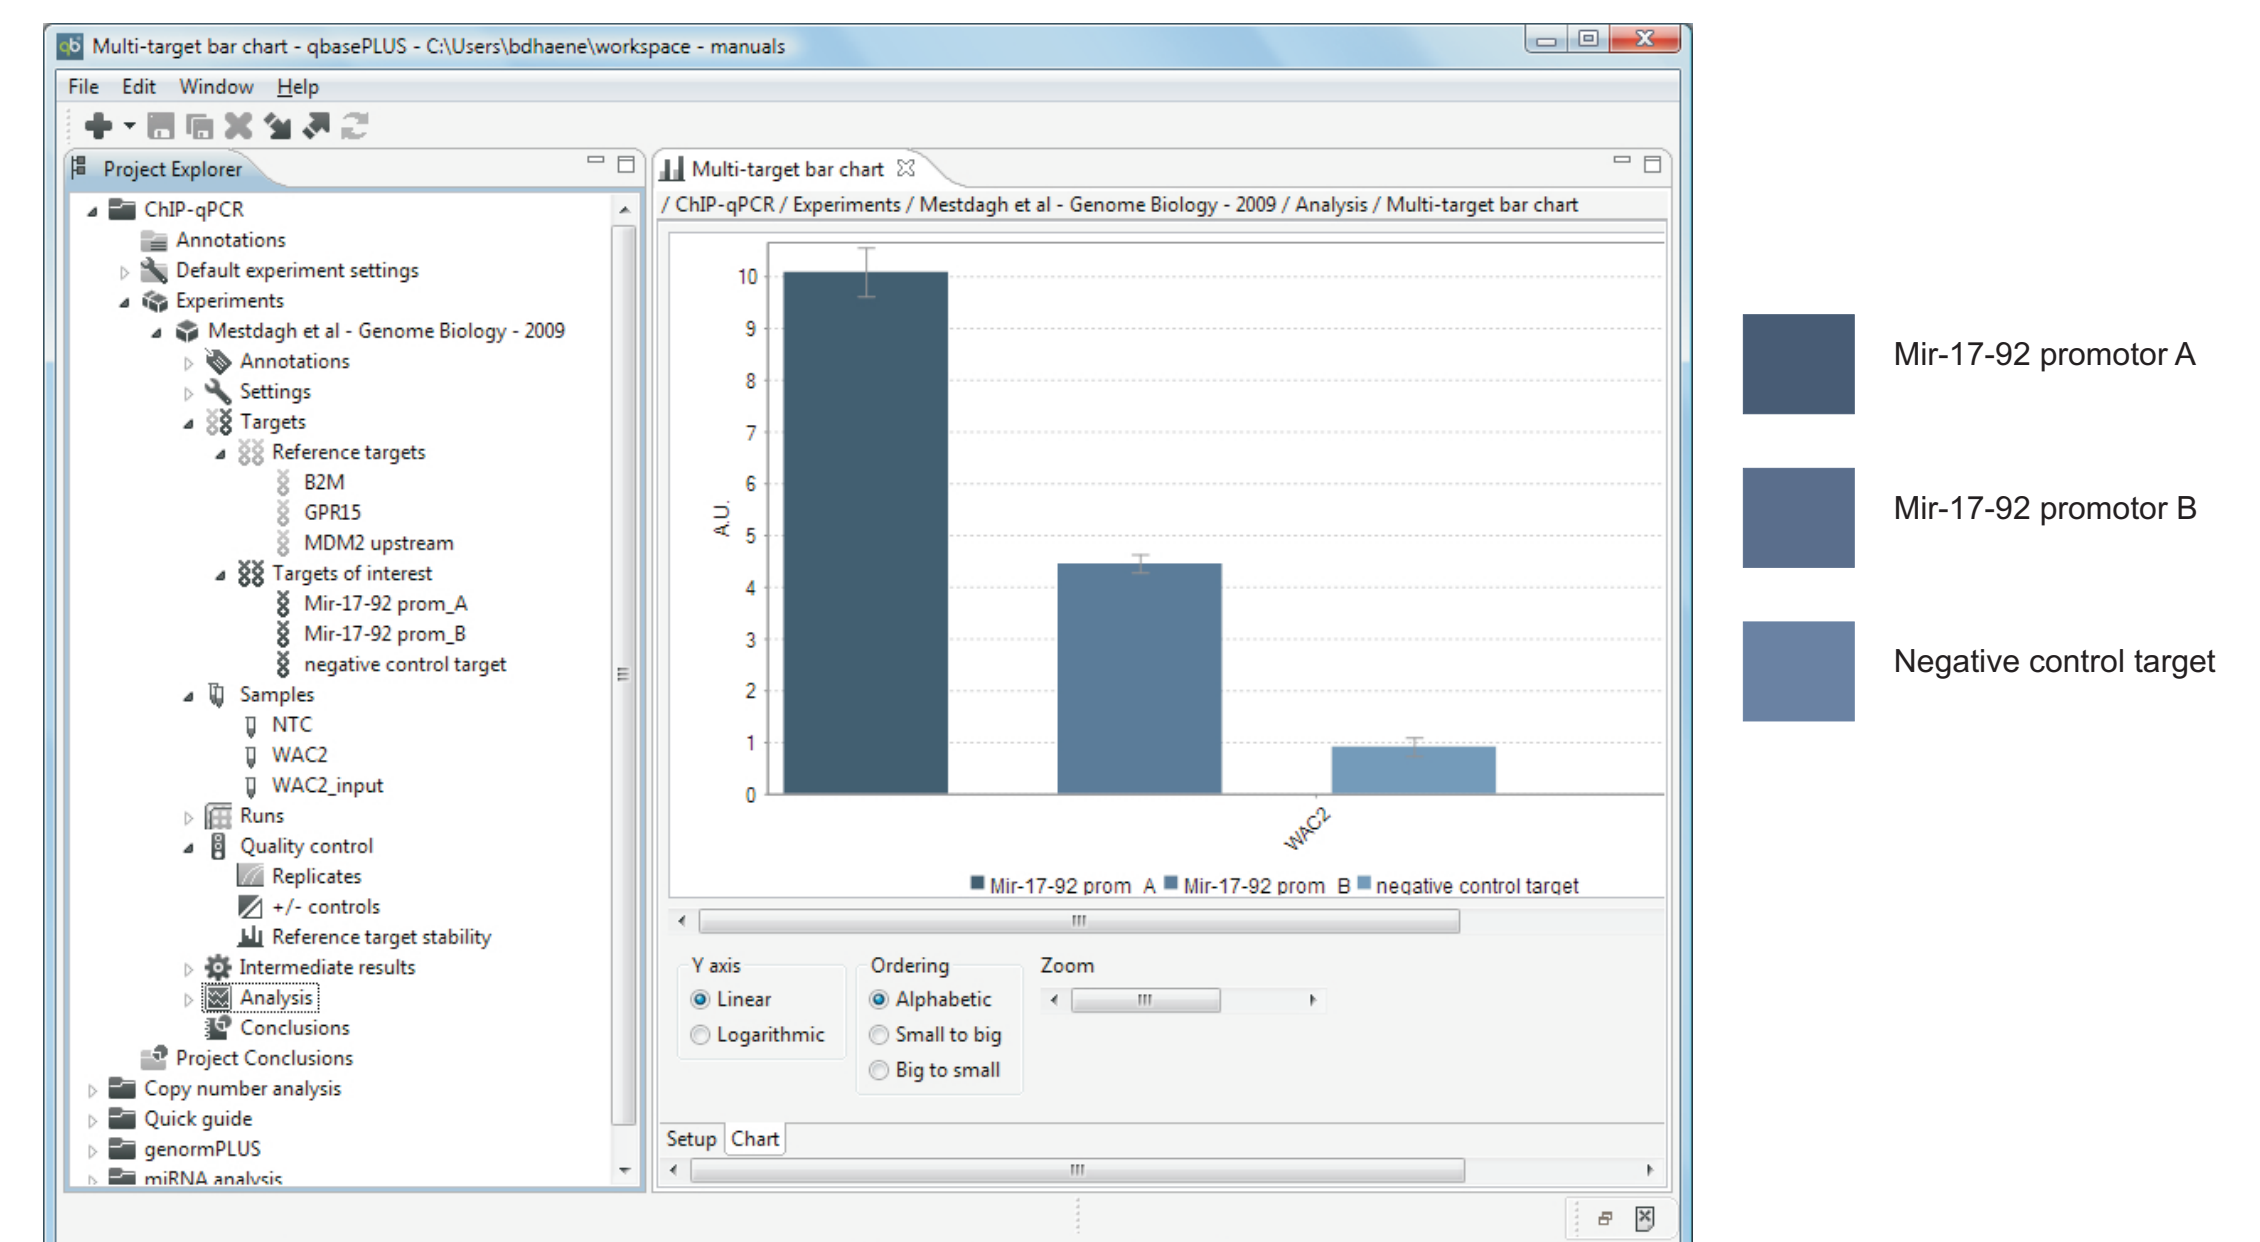 qb Multi-target bar chart - qbasePLUS - C:\Users\bdhaene\workspace - manuals
File Edit Window Help
Project Explorer
ChIP-qPCR
Annotations
Default experiment settings
Experiments
Mestdagh et al - Genome Biology - 2009
Annotations
Settings
Targets
Reference targets
B2M
GPR15
MDM2 upstream
Targets of interest
Mir-17-92 prom_A
Mir-17-92 prom_B
negative control target
Samples
NTC
WAC2
WAC2_input
Runs
Quality control
Replicates
+/- controls
Reference target stability
Intermediate results
Analysis
Conclusions
Project Conclusions
Copy number analysis
Quick guide
genormPLUS
miRNA analysis
Multi-target bar chart
/ ChIP-qPCR / Experiments / Mestdagh et al - Genome Biology - 2009 / Analysis / Multi-target bar chart
10
9
8
7
6
5
4
3
2
1
0
A.U.
WAC2
Mir-17-92 prom_A Mir-17-92 prom_B negative control target
Y axis
Linear
Logarithmic
Ordering
Alphabetic
Small to big
Big to small
Zoom
Setup Chart
Mir-17-92 promotor A
Mir-17-92 promotor B
Negative control target